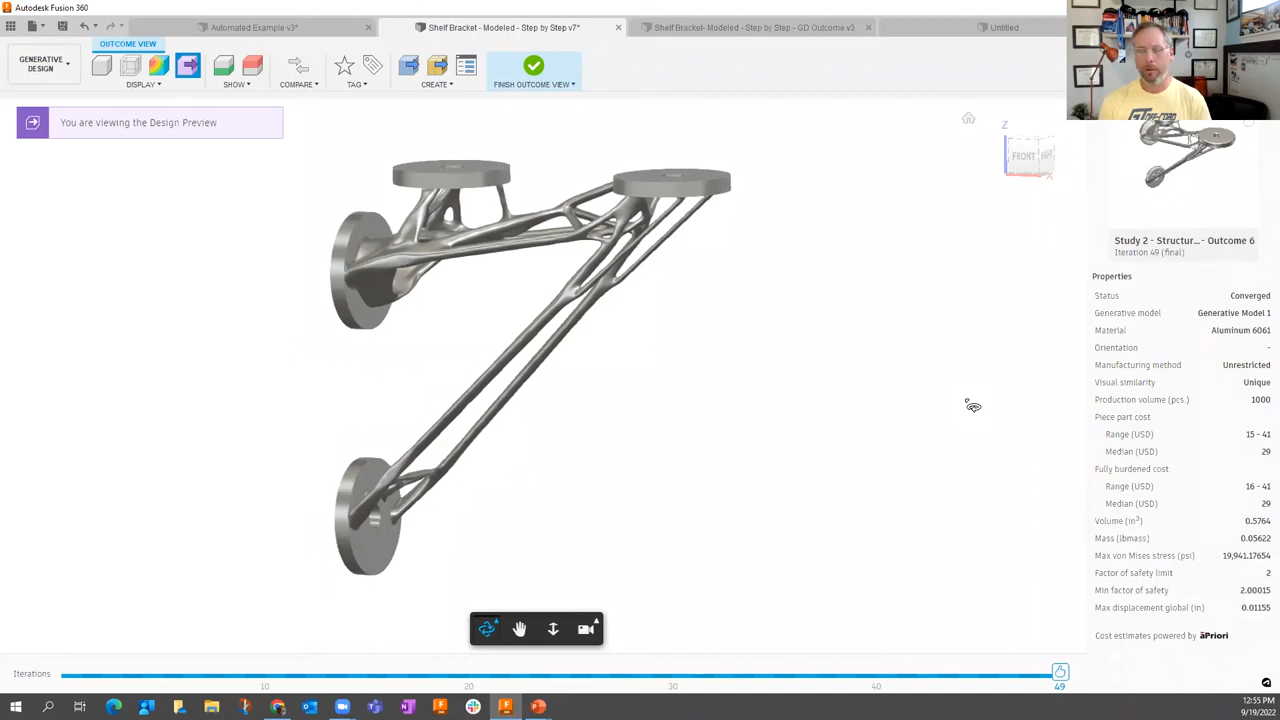 Autodesk Fusion 360
Automated Example v3*
Shelf Bracket - Modeled - Step by Step v7*
Shelf Bracket- Modeled - Step by Step - GD Outcome v3
Untitled
GENERATIVE
DESIGN
OUTCOME VIEW
DISPLAY
SHOW
COMPARE
TAG
CREATE
FINISH OUTCOME VIEW
You are viewing the Design Preview
Z
FRONT
X
Study 2 - Structur... - Outcome 6
Iteration 49 (final)
Properties
Status Converged
Generative model Generative Model 1
Material Aluminum 6061
Orientation -
Manufacturing method Unrestricted
Visual similarity Unique
Production volume (pcs.) 1000
Piece part cost
Range (USD) 15 - 41
Median (USD) 29
Fully burdened cost
Range (USD) 16 - 41
Median (USD) 29
Volume (in³) 0.5764
Mass (lbmass) 0.05622
Max von Mises stress (psi) 19,941.17654
Factor of safety limit 2
Min factor of safety 2.00015
Max displacement global (in) 0.01155
Cost estimates powered by aPriori
Iterations
10 20 30 40 49
12:55 PM
9/19/2022